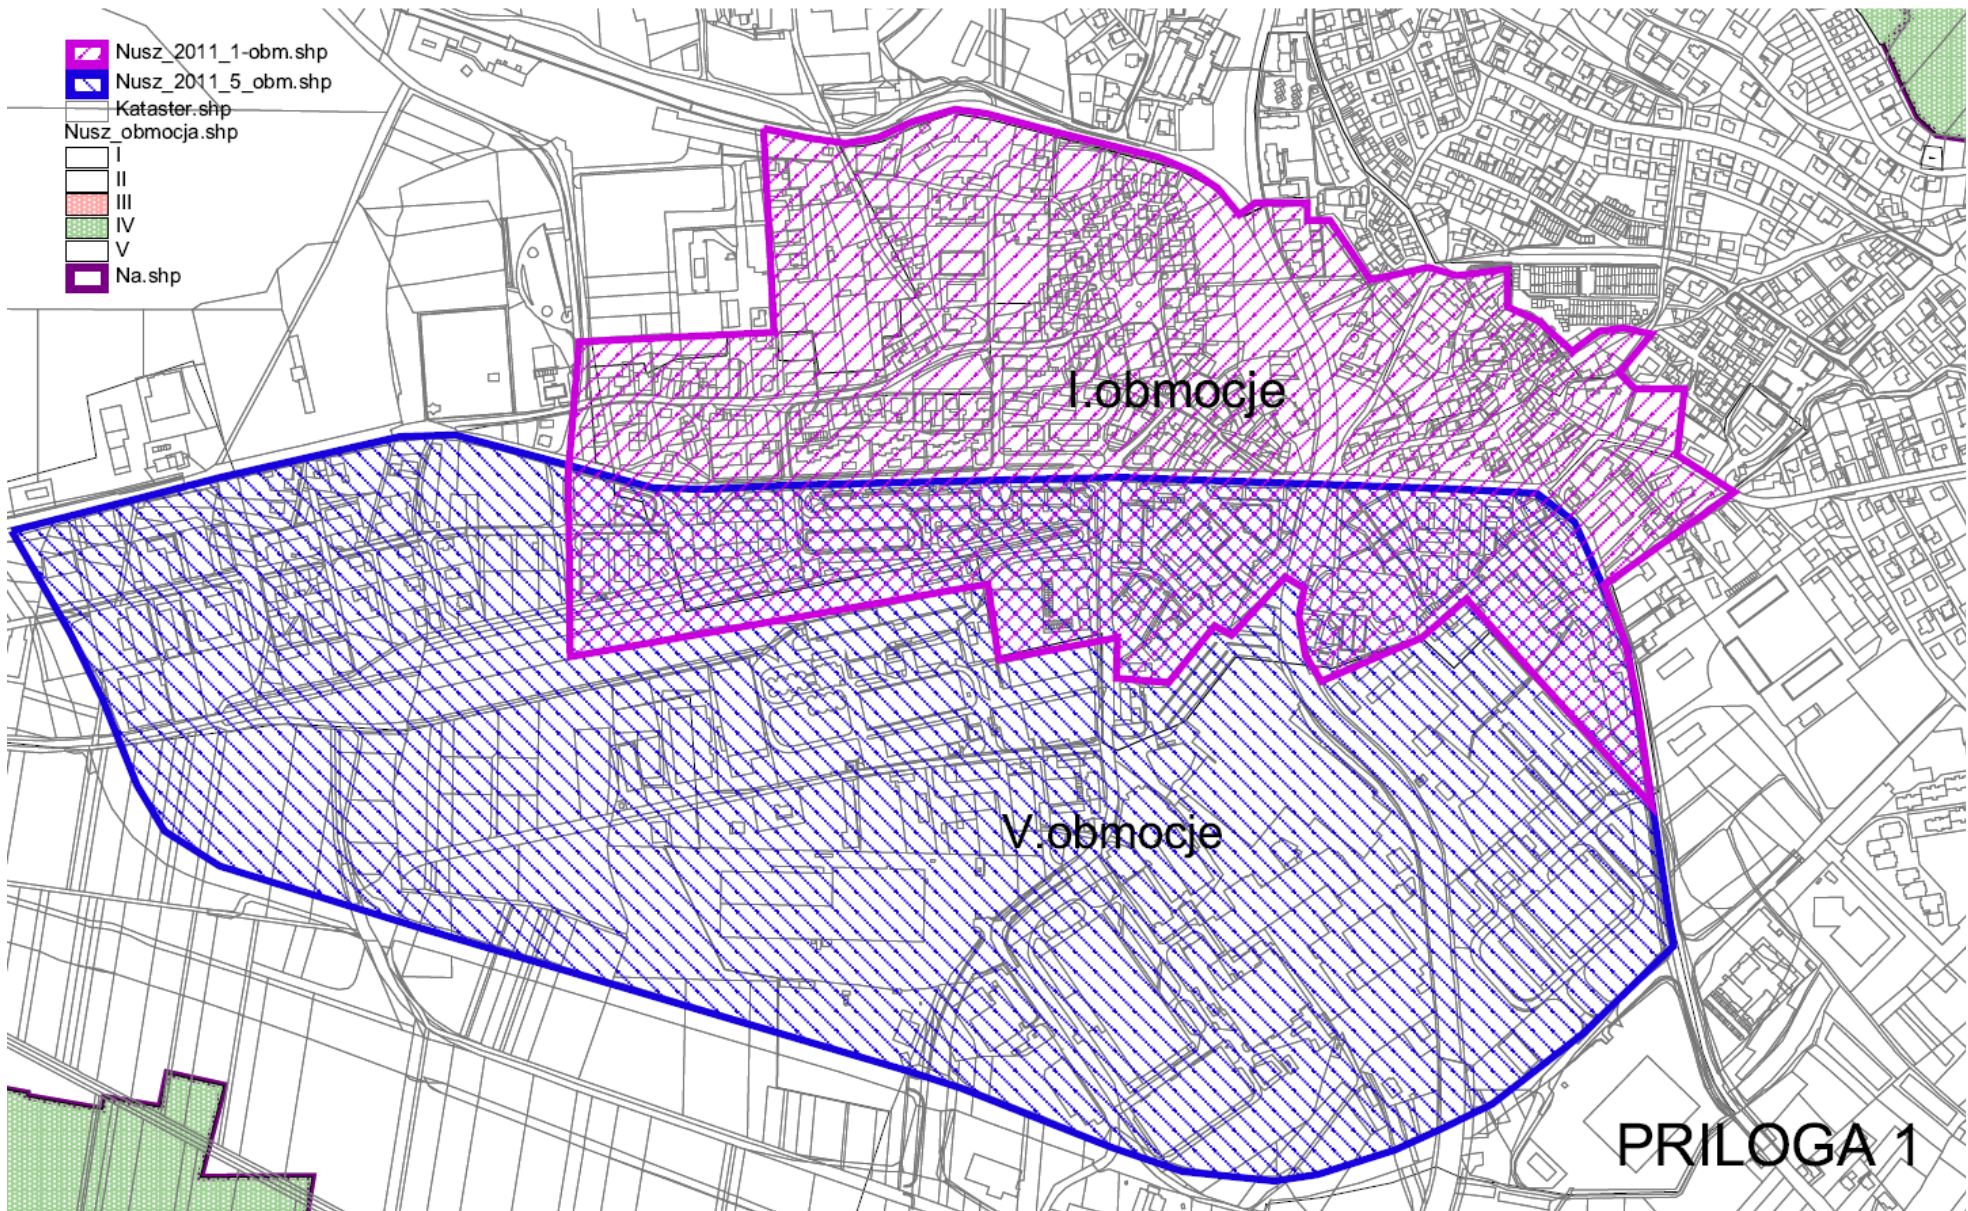 Nusz_2011_1-obm.shp
Nusz_2011_5_obm.shp
Kataster.shp
Nusz_obmocja.shp
I
II
III
IV
V
Na.shp
I.obmocje
V.obmocje
PRILOGA 1